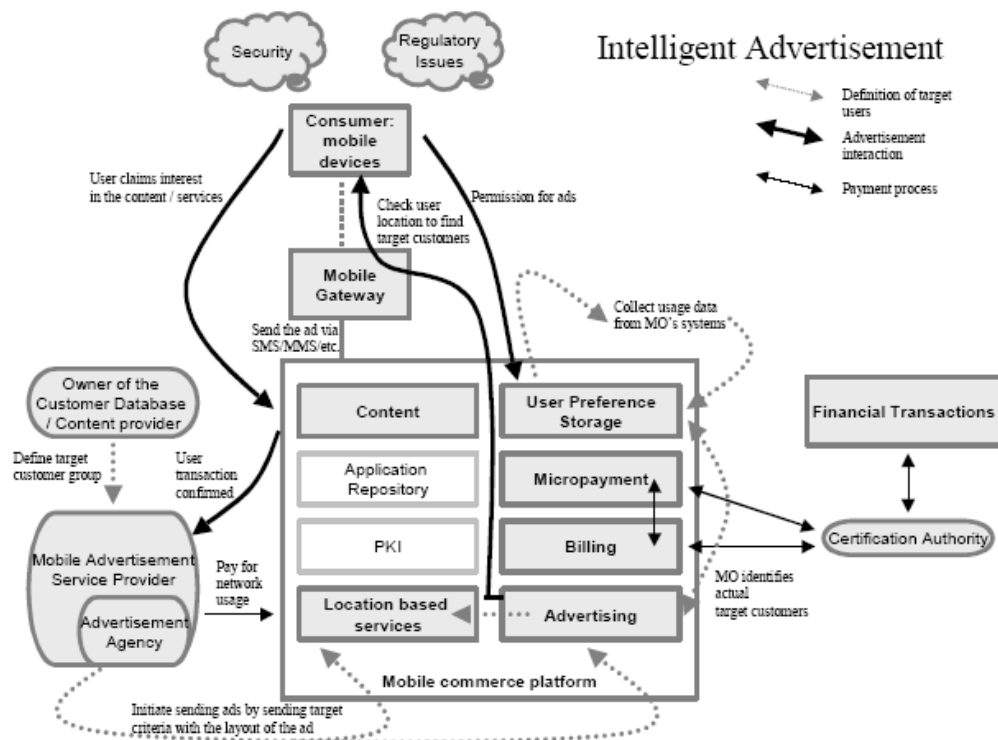 Security
Regulatory
Issues
Intelligent Advertisement
Definition of target
users
Advertisement
interaction
Payment process
Consumer:
mobile
devices
User claims interest
in the content / services
Check user
location to find
target customers
Permission for ads
Mobile
Gateway
Collect usage data
from MO's systems
Send the ad via
SMS/MMS/etc.
Owner of the
Customer Database
/ Content provider
Content
User Preference
Storage
Financial Transactions
Define target
customer group
User
transaction
confirmed
Application
Repository
Micropayment
PKI
Billing
Certification Authority
Mobile Advertisement
Service Provider
Pay for
network
usage
MO identifies
actual
target customers
Advertisement
Agency
Location based
services
Advertising
Mobile commerce platform
Initiate sending ads by sending target
criteria with the layout of the ad